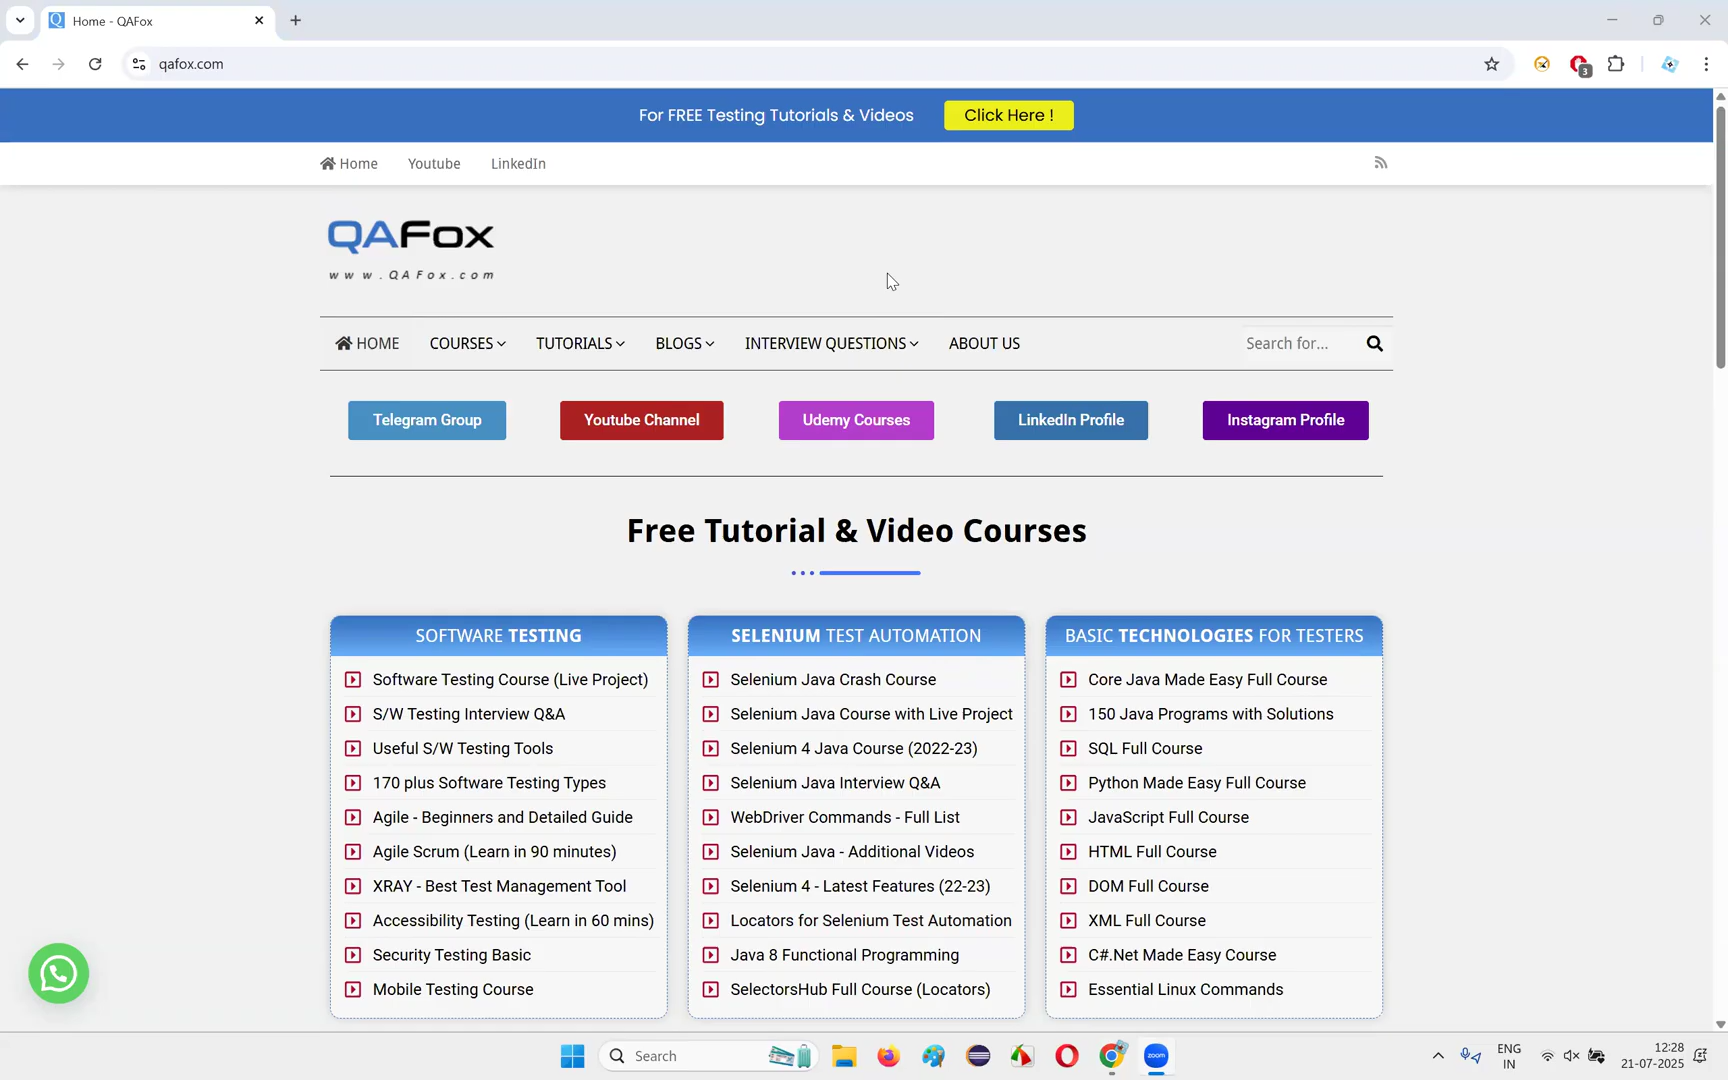 Home - QAFox
qafox.com
3
For FREE Testing Tutorials & Videos
Click Here !
Home Youtube LinkedIn
QAFox
www.QAFox.com
HOME COURSES TUTORIALS BLOGS INTERVIEW QUESTIONS ABOUT US Search for...
Telegram Group Youtube Channel Udemy Courses LinkedIn Profile Instagram Profile
Free Tutorial & Video Courses
SOFTWARE TESTING
Software Testing Course (Live Project)
S/W Testing Interview Q&A
Useful S/W Testing Tools
170 plus Software Testing Types
Agile - Beginners and Detailed Guide
Agile Scrum (Learn in 90 minutes)
XRAY - Best Test Management Tool
Accessibility Testing (Learn in 60 mins)
Security Testing Basic
Mobile Testing Course
SELENIUM TEST AUTOMATION
Selenium Java Crash Course
Selenium Java Course with Live Project
Selenium 4 Java Course (2022-23)
Selenium Java Interview Q&A
WebDriver Commands - Full List
Selenium Java - Additional Videos
Selenium 4 - Latest Features (22-23)
Locators for Selenium Test Automation
Java 8 Functional Programming
SelectorsHub Full Course (Locators)
BASIC TECHNOLOGIES FOR TESTERS
Core Java Made Easy Full Course
150 Java Programs with Solutions
SQL Full Course
Python Made Easy Full Course
JavaScript Full Course
HTML Full Course
DOM Full Course
XML Full Course
C#.Net Made Easy Course
Essential Linux Commands
Search
zoom
ENG
IN
12:28
21-07-2025